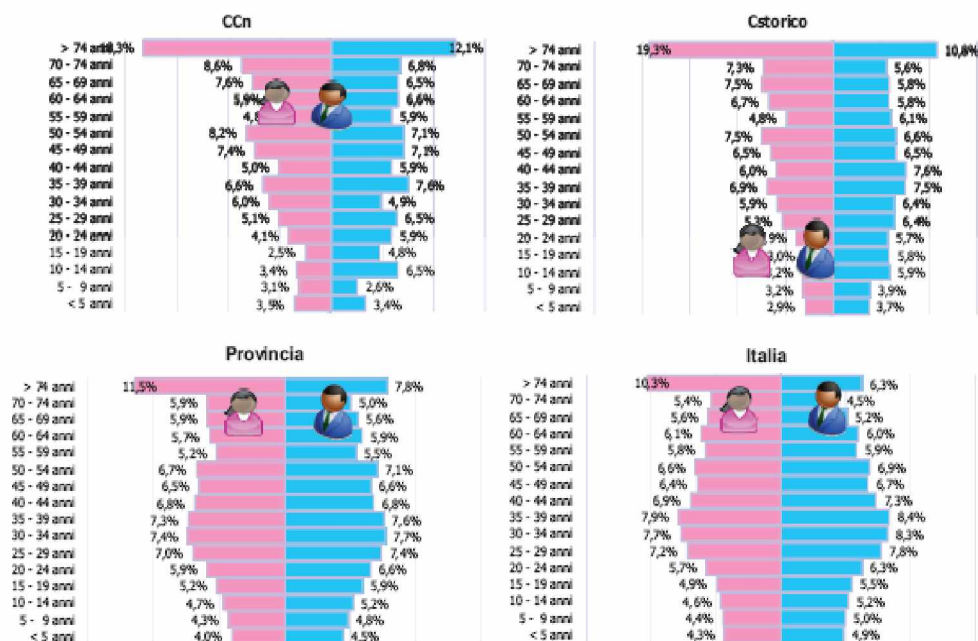 CCn
> 74 anni 18,3% 12,1%
70 - 74 anni 8,6% 6,8%
65 - 69 anni 7,6% 6,5%
60 - 64 anni 5,9% 6,6%
55 - 59 anni 4,8 5,9%
50 - 54 anni 8,2% 7,1%
45 - 49 anni 7,4% 7,1%
40 - 44 anni 5,0% 5,9%
35 - 39 anni 6,6% 7,6%
30 - 34 anni 6,0% 4,9%
25 - 29 anni 5,1% 6,5%
20 - 24 anni 4,1% 5,9%
15 - 19 anni 2,5% 4,8%
10 - 14 anni 3,4% 6,5%
5 - 9 anni 3,1% 2,6%
< 5 anni 3,9% 3,4%
Cstorico
> 74 anni 19,3% 10,8%
70 - 74 anni 7,3% 5,6%
65 - 69 anni 7,5% 5,8%
60 - 64 anni 6,7% 5,8%
55 - 59 anni 4,8% 6,1%
50 - 54 anni 7,5% 6,6%
45 - 49 anni 6,5% 6,5%
40 - 44 anni 6,0% 7,6%
35 - 39 anni 6,9% 7,5%
30 - 34 anni 5,9% 6,4%
25 - 29 anni 5,3% 6,4%
20 - 24 anni ,9% 5,7%
15 - 19 anni 3,0% 5,8%
10 - 14 anni ,2% 5,9%
5 - 9 anni 3,2% 3,9%
< 5 anni 2,9% 3,7%
Provincia
> 74 anni 11,5% 7,8%
70 - 74 anni 5,9% 5,0%
65 - 69 anni 5,9% 5,6%
60 - 64 anni 5,7% 5,9%
55 - 59 anni 5,2% 5,5%
50 - 54 anni 6,7% 7,1%
45 - 49 anni 6,5% 6,6%
40 - 44 anni 6,8% 6,8%
35 - 39 anni 7,3% 7,6%
30 - 34 anni 7,4% 7,7%
25 - 29 anni 7,0% 7,4%
20 - 24 anni 5,9% 6,6%
15 - 19 anni 5,2% 5,9%
10 - 14 anni 4,7% 5,2%
5 - 9 anni 4,3% 4,8%
< 5 anni 4,0% 4,5%
Italia
> 74 anni 10,3% 6,3%
70 - 74 anni 5,4% 4,5%
65 - 69 anni 5,6% 5,2%
60 - 64 anni 6,1% 6,0%
55 - 59 anni 5,8% 5,9%
50 - 54 anni 6,6% 6,9%
45 - 49 anni 6,4% 6,7%
40 - 44 anni 6,9% 7,3%
35 - 39 anni 7,9% 8,4%
30 - 34 anni 7,7% 8,3%
25 - 29 anni 7,2% 7,8%
20 - 24 anni 5,7% 6,3%
15 - 19 anni 4,9% 5,5%
10 - 14 anni 4,6% 5,2%
5 - 9 anni 4,4% 5,0%
< 5 anni 4,3% 4,9%